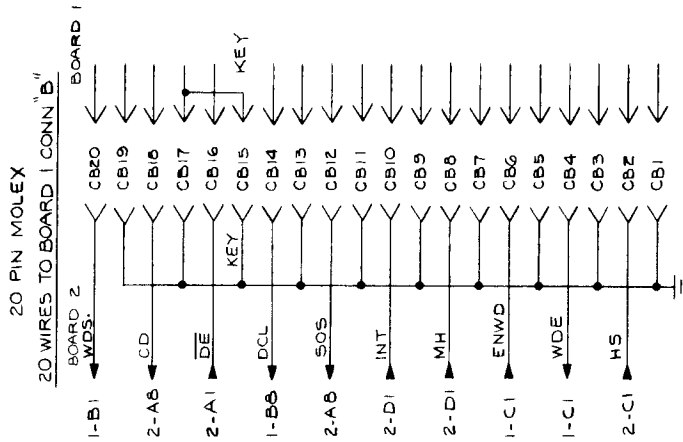 20 PIN MOLEX
20 WIRES TO BOARD 1 CONN "B"
BOARD 2
BOARD 1
1-B1 WDS. CB20
CB19
2-A8 CD CB18
CB17
2-A1 DE CB16
KEY CB15 KEY
1-B8 DCL CB14
CB13
2-A8 SOS CB12
CB11
2-D1 INT CB10
CB9
2-D1 MH CB8
CB7
1-C1 ENWD CB6
CB5
1-C1 WDE CB4
CB3
2-C1 HS CB2
CB1